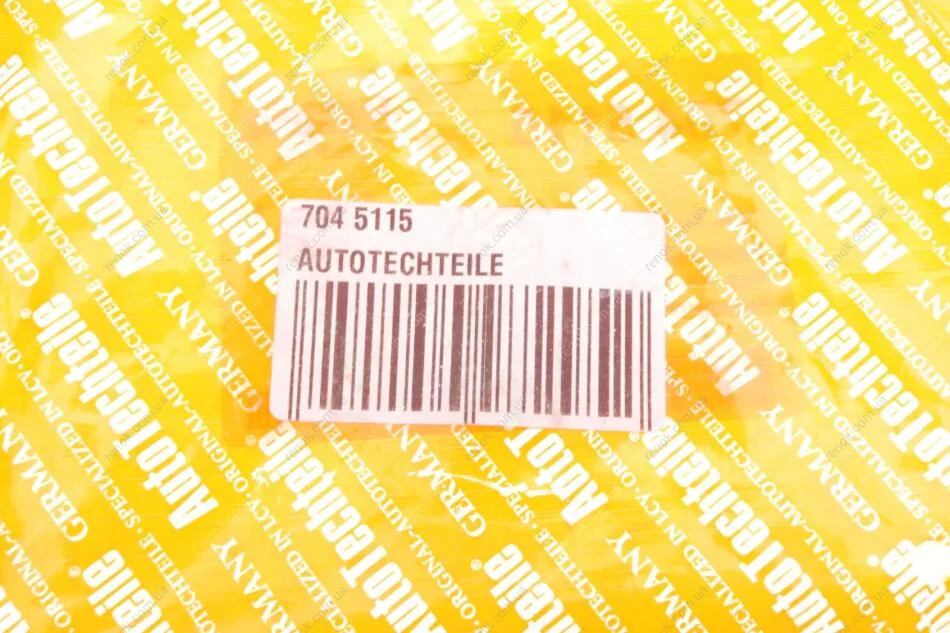 704 5115
AUTOTECHTEILE
AutoTechteile®
GERMANY
SPECIALIZED IN LCV
ORIGINAL-AUTOTECHTEILE
renok.com.ua